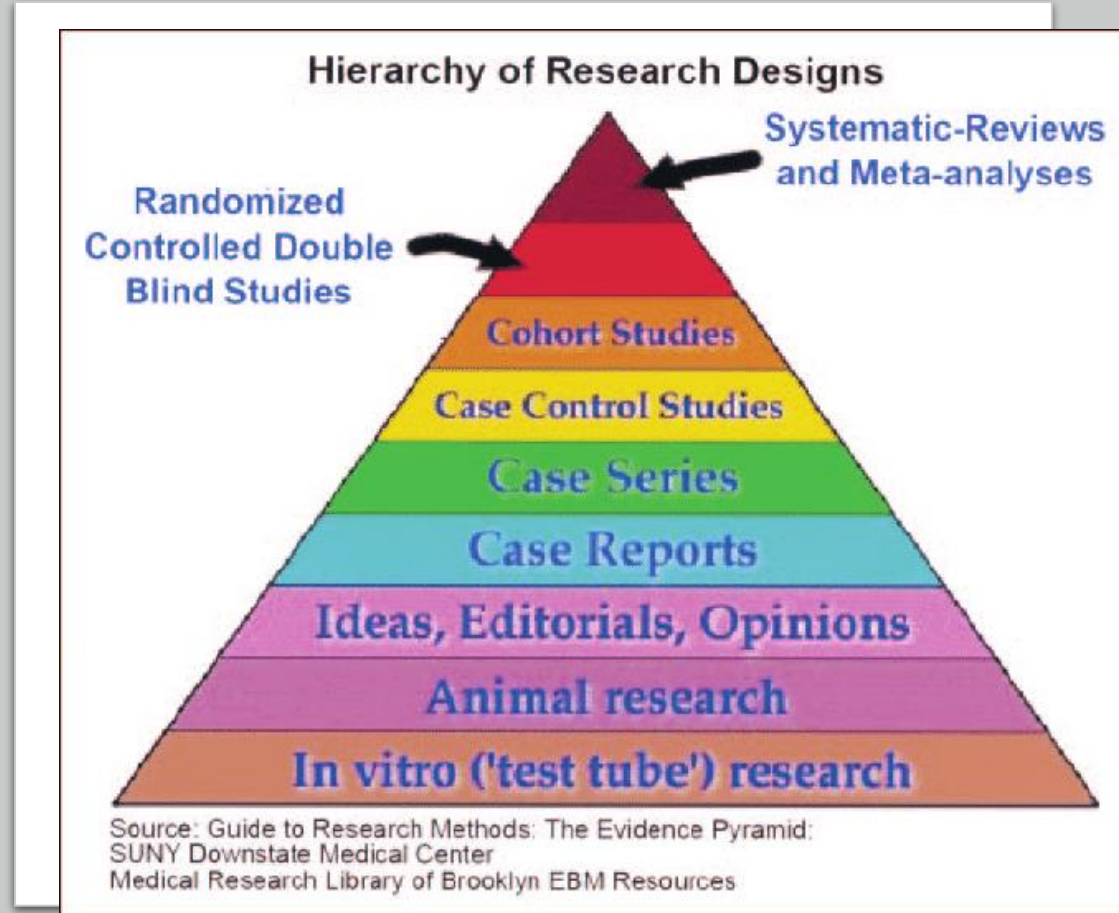 Hierarchy of Research Designs
Systematic-Reviews
and Meta-analyses
Randomized
Controlled Double
Blind Studies
Cohort Studies
Case Control Studies
Case Series
Case Reports
Ideas, Editorials, Opinions
Animal research
In vitro ('test tube') research
Source: Guide to Research Methods: The Evidence Pyramid:
SUNY Downstate Medical Center
Medical Research Library of Brooklyn EBM Resources